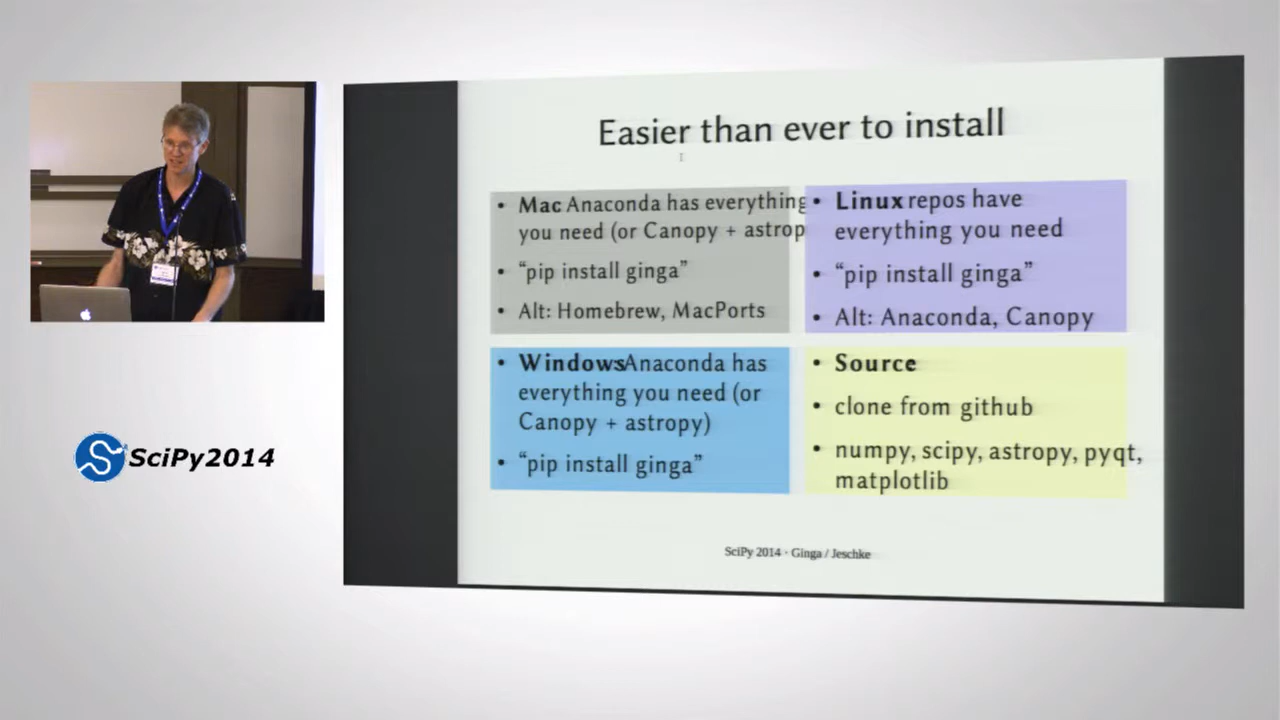 Easier than ever to install
• Mac Anaconda has everything
you need (or Canopy + astrop
• “pip install ginga”
• Alt: Homebrew, MacPorts
• Linux repos have
everything you need
• “pip install ginga”
• Alt: Anaconda, Canopy
• Windows Anaconda has
everything you need (or
Canopy + astropy)
• “pip install ginga”
• Source
• clone from github
• numpy, scipy, astropy, pyqt,
matplotlib
SciPy 2014 · Ginga / Jeschke
SciPy2014